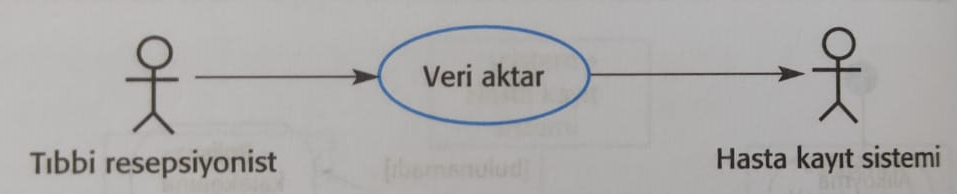 Veri aktar
Tıbbi resepsiyonist
Hasta kayıt sistemi